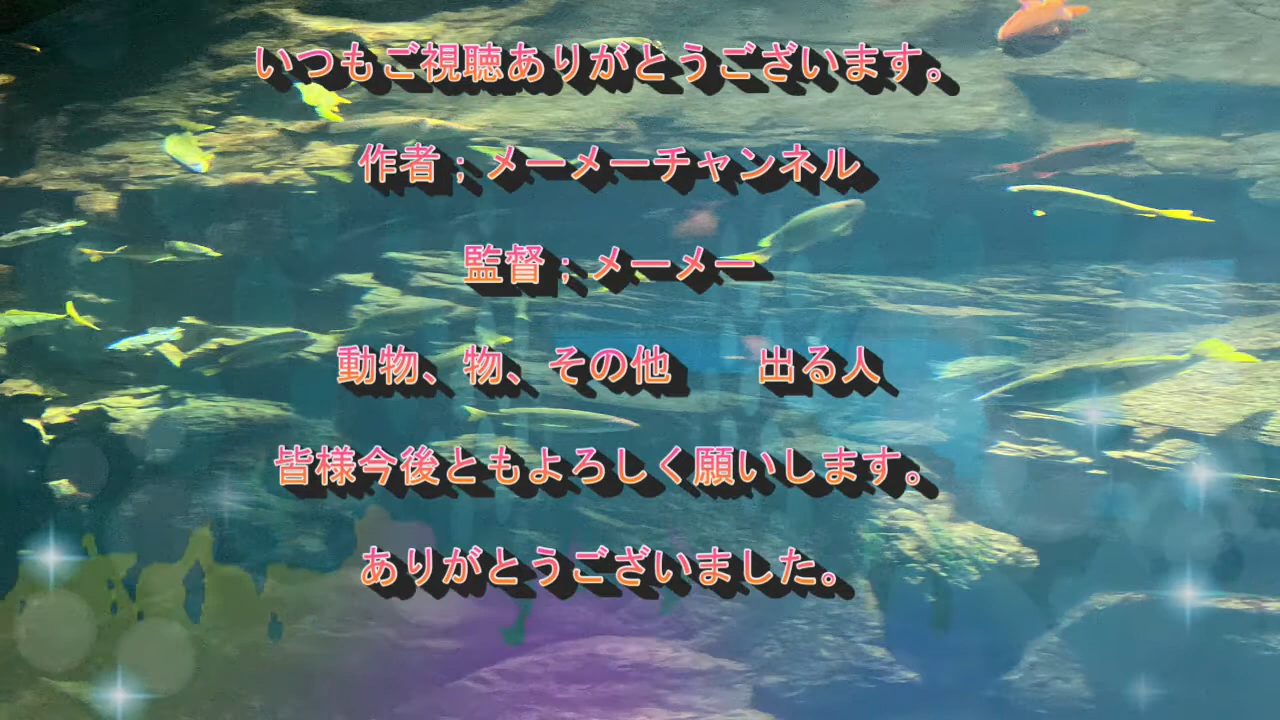 いつもご視聴ありがとうございます。
作者；メーメーチャンネル
監督；メーメー
動物、物、その他　　出る人
皆様今後ともよろしく願いします。
ありがとうございました。